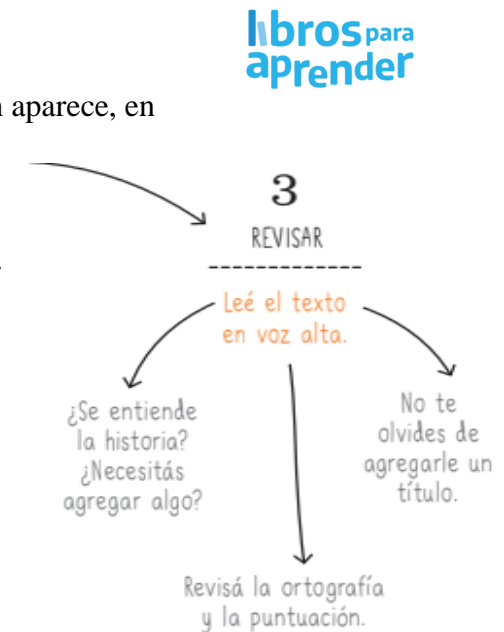 libros para
aprender
aparece, en
3
REVISAR
Leé el texto
en voz alta.
¿Se entiende
la historia?
¿Necesitás
agregar algo?
No te
olvides de
agregarle un
título.
Revisá la ortografía
y la puntuación.